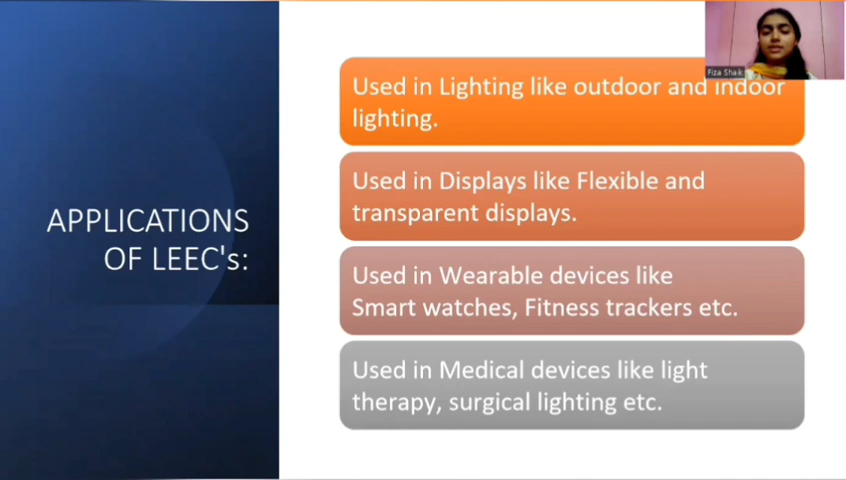 APPLICATIONS
OF LEEC's:
Used in Lighting like outdoor and indoor
lighting.
Used in Displays like Flexible and
transparent displays.
Used in Wearable devices like
Smart watches, Fitness trackers etc.
Used in Medical devices like light
therapy, surgical lighting etc.
Fiza Shaik